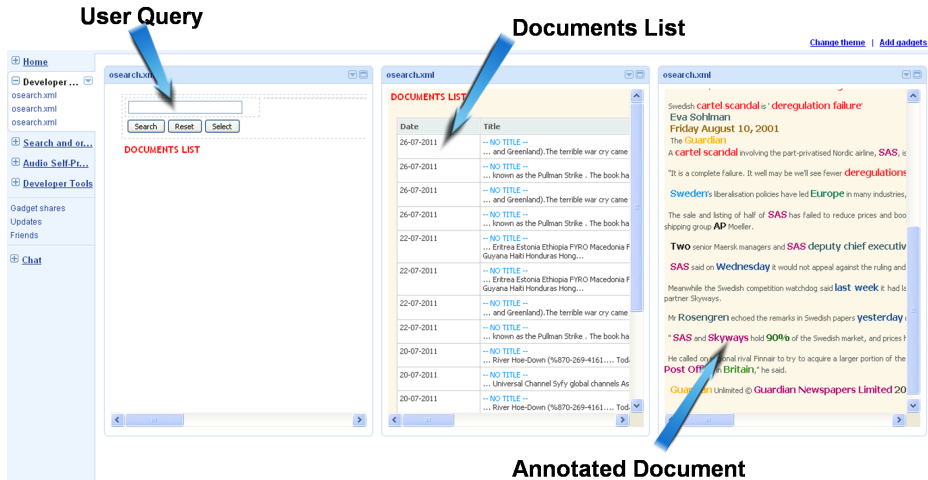 User Query
Documents List
Change theme | Add gadgets
Home
Developer ...
osearch.xml
osearch.xml
osearch.xml
Search and or...
Audio Self-Pr...
Developer Tools
Gadget shares
Updates
Friends
Chat
osearch.xml
Search Reset Select
DOCUMENTS LIST
osearch.xml
DOCUMENTS LIST
Date Title
26-07-2011 -- NO TITLE --
... and Greenland).The terrible war cry came
26-07-2011 -- NO TITLE --
... known as the Pullman Strike . The book ha
26-07-2011 -- NO TITLE --
... and Greenland).The terrible war cry came
26-07-2011 -- NO TITLE --
... known as the Pullman Strike . The book ha
22-07-2011 -- NO TITLE --
... Eritrea Estonia Ethiopia FYRO Macedonia F
Guyana Haiti Honduras Hong...
22-07-2011 -- NO TITLE --
... Eritrea Estonia Ethiopia FYRO Macedonia F
Guyana Haiti Honduras Hong...
22-07-2011 -- NO TITLE --
... and Greenland).The terrible war cry came
22-07-2011 -- NO TITLE --
... known as the Pullman Strike . The book ha
20-07-2011 -- NO TITLE --
... River Hoe-Down (%870-269-4161.... Tod
20-07-2011 -- NO TITLE --
... Universal Channel Syfy global channels As
20-07-2011 -- NO TITLE --
... River Hoe-Down (%870-269-4161.... Tod
osearch.xml
Swedish cartel scandal is ' deregulation failure'
Eva Sohlman
Friday August 10, 2001
The Guardian
A cartel scandal involving the part-privatised Nordic airline, SAS, is
"It is a complete failure. It well may be we'll see fewer deregulations
Sweden's liberalisation policies have led Europe in many industries,
The sale and listing of half of SAS has failed to reduce prices and boo
shipping group AP Moeller.
Two senior Maersk managers and SAS deputy chief executiv
SAS said on Wednesday it would not appeal against the ruling and
Meanwhile the Swedish competition watchdog said last week it had la
partner Skyways.
Mr Rosengren echoed the remarks in Swedish papers yesterday
" SAS and Skyways hold 90% of the Swedish market, and prices h
He called on national rival Finnair to try to acquire a larger portion of the
Post Office in Britain," he said.
Guardian Unlimited © Guardian Newspapers Limited 20
Annotated Document